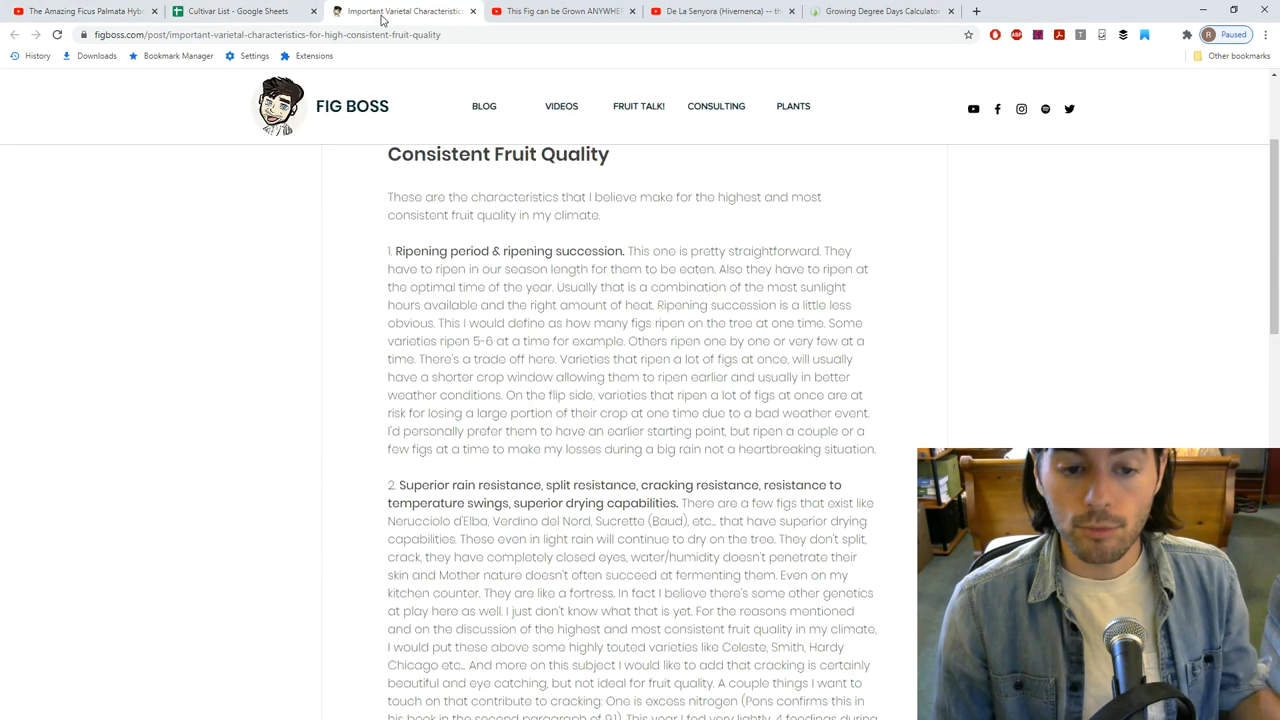 The Amazing Ficus Palmata Hyb
Cultivar List - Google Sheets
Important Varietal Characteristics
This Fig can be Grown ANYWHER
De La Senyora (Hivernenca) -- the
Growing Degree Days Calculator
figboss.com/post/important-varietal-characteristics-for-high-consistent-fruit-quality
R Paused
History Downloads Bookmark Manager Settings Extensions Other bookmarks
FIG BOSS BLOG VIDEOS FRUIT TALK! CONSULTING PLANTS
Consistent Fruit Quality
These are the characteristics that I believe make for the highest and most
consistent fruit quality in my climate.
1. Ripening period & ripening succession. This one is pretty straightforward. They
have to ripen in our season length for them to be eaten. Also they have to ripen at
the optimal time of the year. Usually that is a combination of the most sunlight
hours available and the right amount of heat. Ripening succession is a little less
obvious. This I would define as how many figs ripen on the tree at one time. Some
varieties ripen 5-6 at a time for example. Others ripen one by one or very few at a
time. There's a trade off here. Varieties that ripen a lot of figs at once, will usually
have a shorter crop window allowing them to ripen earlier and usually in better
weather conditions. On the flip side, varieties that ripen a lot of figs at once are at
risk for losing a large portion of their crop at one time due to a bad weather event.
I'd personally prefer them to have an earlier starting point, but ripen a couple or a
few figs at a time to make my losses during a big rain not a heartbreaking situation.
2. Superior rain resistance, split resistance, cracking resistance, resistance to
temperature swings, superior drying capabilities. There are a few figs that exist like
Nerucciolo d'Elba, Verdino del Nord, Sucrette (Baud), etc... that have superior drying
capabilities. These even in light rain will continue to dry on the tree. They don't split,
crack, they have completely closed eyes, water/humidity doesn't penetrate their
skin and Mother nature doesn't often succeed at fermenting them. Even on my
kitchen counter. They are like a fortress. In fact I believe there's some other genetics
at play here as well. I just don't know what that is yet. For the reasons mentioned
and on the discussion of the highest and most consistent fruit quality in my climate,
I would put these above some highly touted varieties like Celeste, Smith, Hardy
Chicago etc... And more on this subject I would like to add that cracking is certainly
beautiful and eye catching, but not ideal for fruit quality. A couple things I want to
touch on that contribute to cracking: One is excess nitrogen (Pons confirms this in
his book in the second paragraph of 9.1). This year I fed very lightly. 4 feedings during